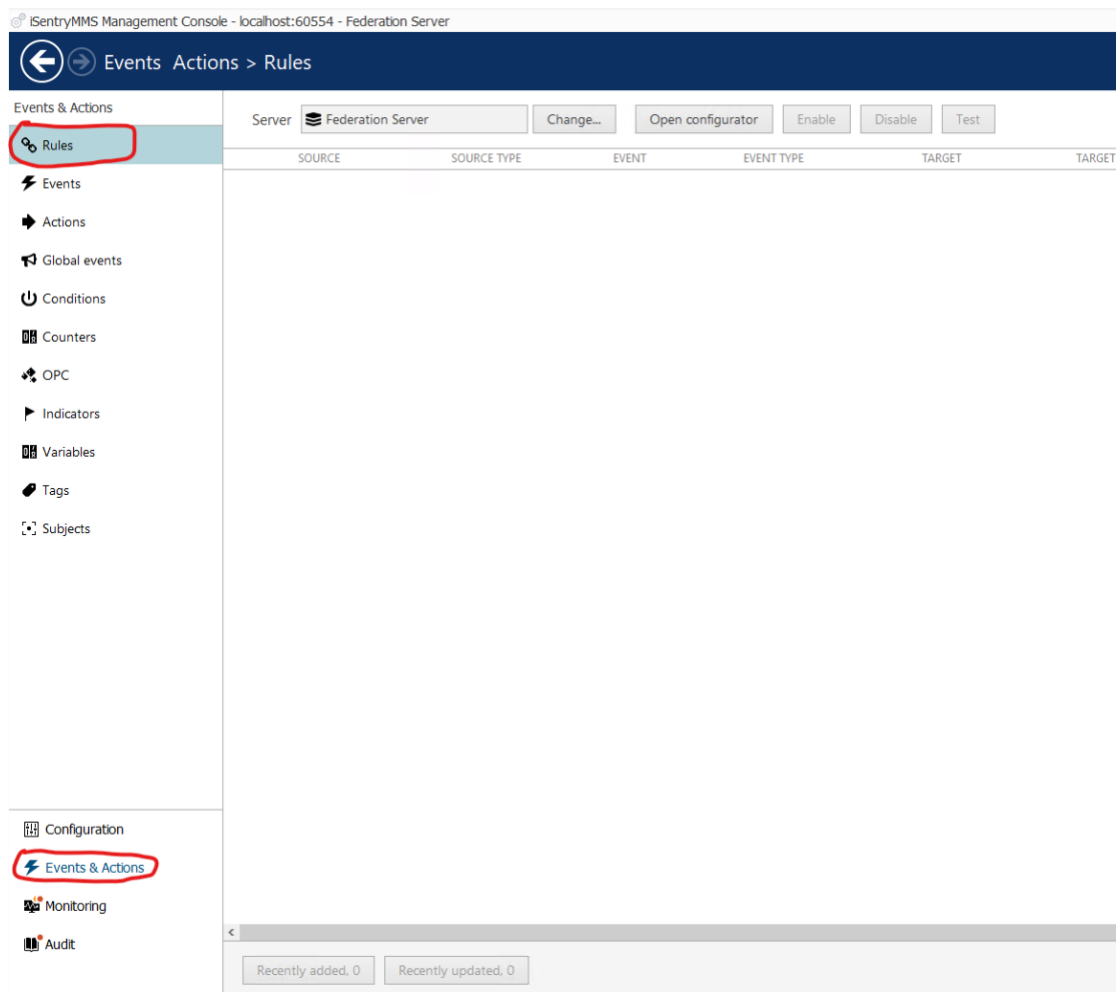 iSentryMMS Management Console - localhost:60554 - Federation Server
Events Actions > Rules
Events & Actions
Server Federation Server Change... Open configurator Enable Disable Test
Rules
SOURCE SOURCE TYPE EVENT EVENT TYPE TARGET TARGET
Events
Actions
Global events
Conditions
Counters
OPC
Indicators
Variables
Tags
Subjects
Configuration
Events & Actions
Monitoring
Audit
Recently added, 0 Recently updated, 0